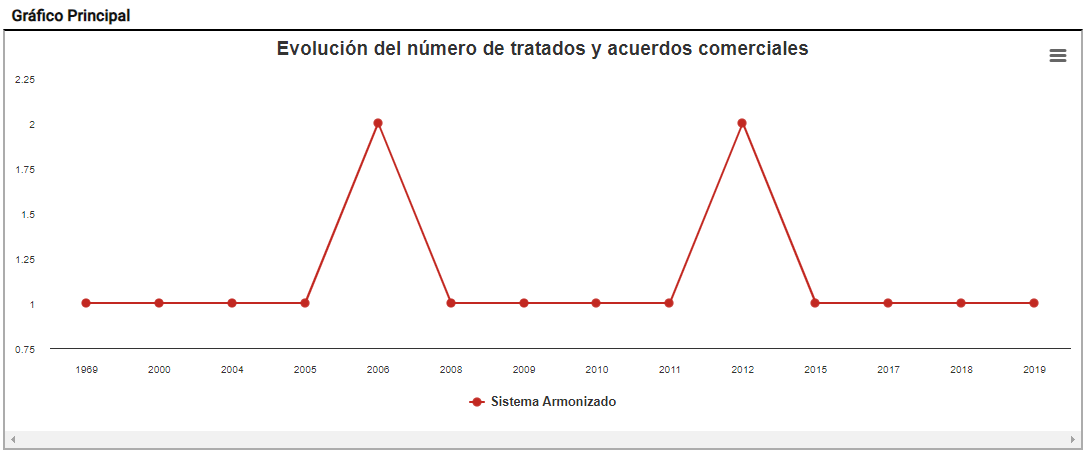 Gráfico Principal
Evolución del número de tratados y acuerdos comerciales
2.25
2
1.75
1.5
1.25
1
0.75
1969 2000 2004 2005 2006 2008 2009 2010 2011 2012 2015 2017 2018 2019
Sistema Armonizado